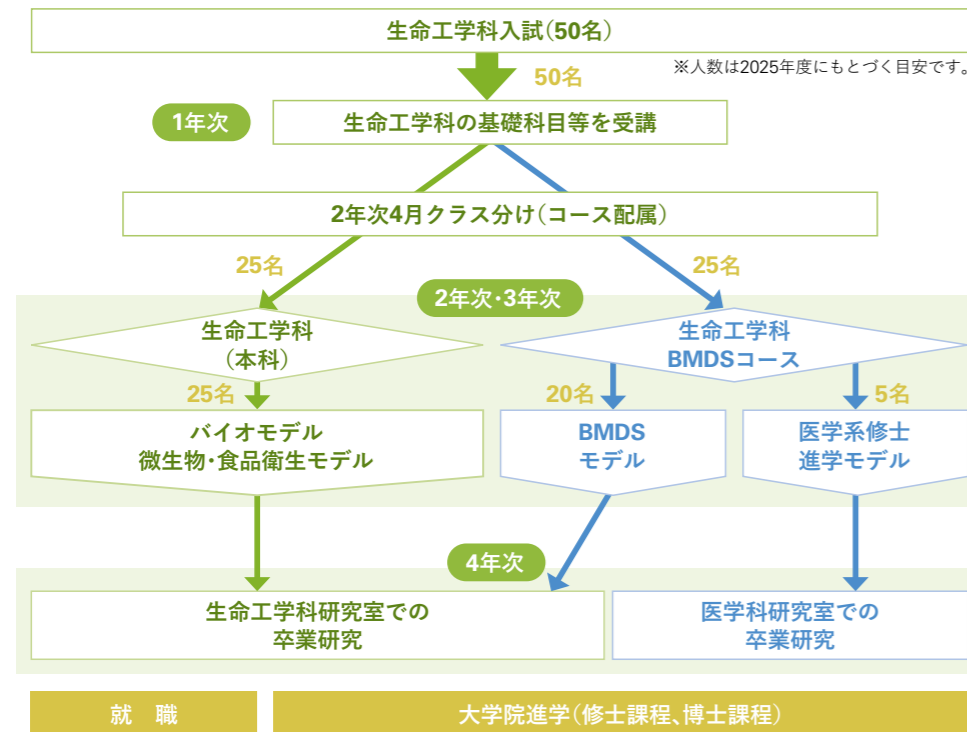 生命工学科入試(50名)
※人数は2025年度にもとづく目安です。
50名
1年次
生命工学科の基礎科目等を受講
2年次4月クラス分け(コース配属)
25名
25名
2年次・3年次
生命工学科
(本科)
生命工学科
BMDSコース
25名
20名
5名
バイオモデル
微生物・食品衛生モデル
BMDS
モデル
医学系修士
進学モデル
4年次
生命工学科研究室での
卒業研究
医学科研究室での
卒業研究
就　職
大学院進学(修士課程、博士課程)